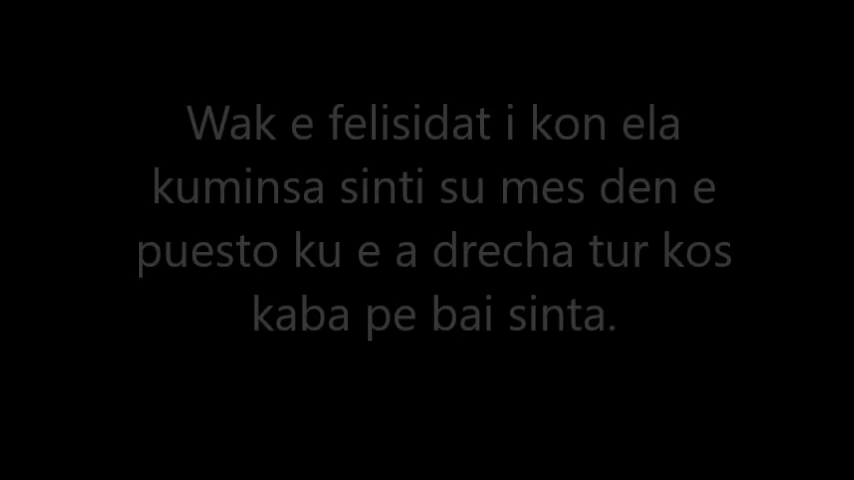 Wak e felisidat i kon ela
kuminsa sinti su mes den e
puesto ku e a drecha tur kos
kaba pe bai sinta.